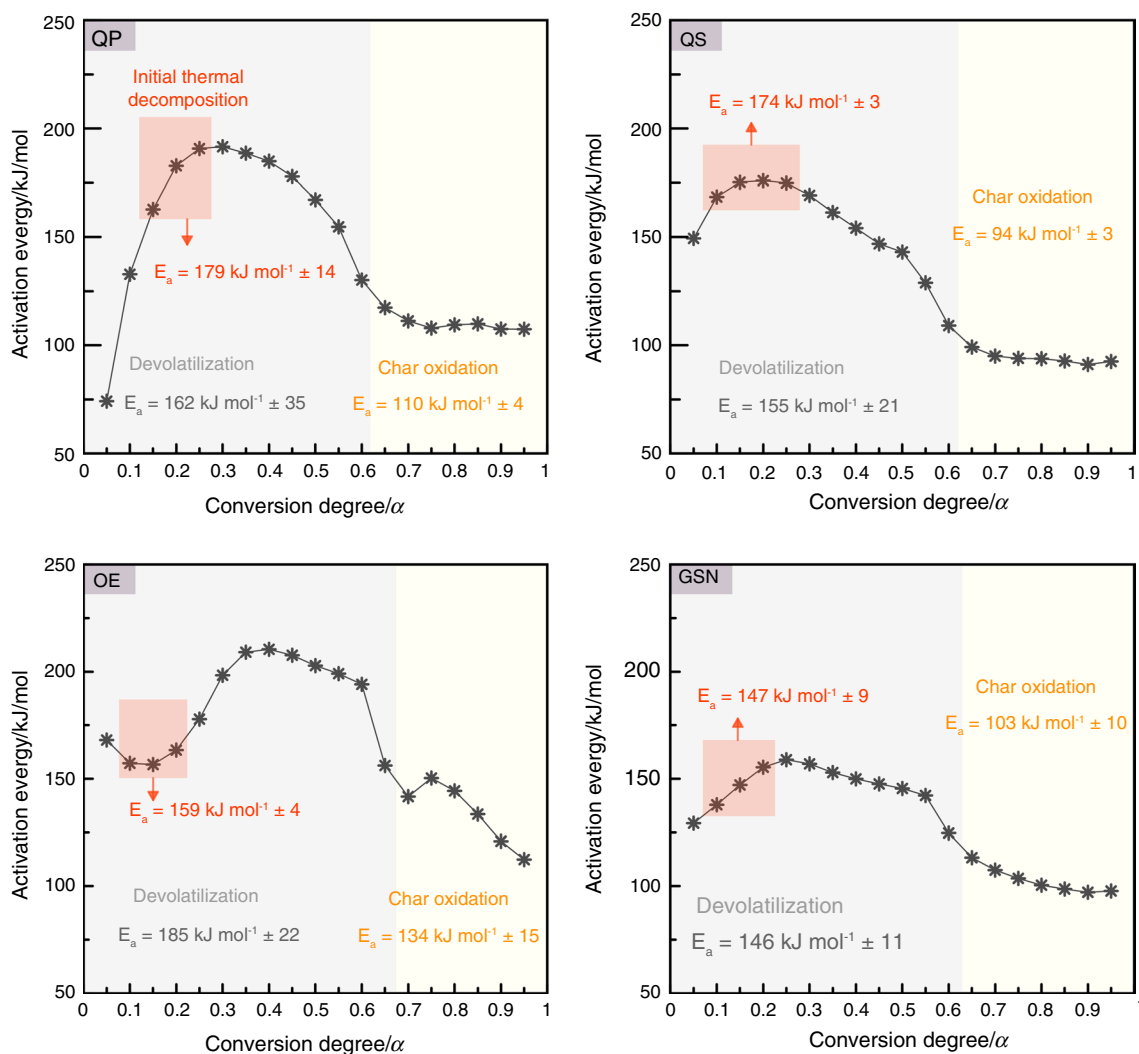 QP
250
200
150
100
50
Activation evergy/kJ/mol
Initial thermal
decomposition
Eₐ = 179 kJ mol⁻¹ ± 14
Devolatilization
Eₐ = 162 kJ mol⁻¹ ± 35
Char oxidation
Eₐ = 110 kJ mol⁻¹ ± 4
0 0.1 0.2 0.3 0.4 0.5 0.6 0.7 0.8 0.9 1
Conversion degree/α
QS
250
200
150
100
50
Activation evergy/kJ/mol
Eₐ = 174 kJ mol⁻¹ ± 3
Char oxidation
Eₐ = 94 kJ mol⁻¹ ± 3
Devolatilization
Eₐ = 155 kJ mol⁻¹ ± 21
0 0.1 0.2 0.3 0.4 0.5 0.6 0.7 0.8 0.9 1
Conversion degree/α
OE
250
200
150
100
50
Activation evergy/kJ/mol
Eₐ = 159 kJ mol⁻¹ ± 4
Devolatilization
Eₐ = 185 kJ mol⁻¹ ± 22
Char oxidation
Eₐ = 134 kJ mol⁻¹ ± 15
0 0.1 0.2 0.3 0.4 0.5 0.6 0.7 0.8 0.9 1
Conversion degree/α
GSN
250
200
150
100
50
Activation evergy/kJ/mol
Eₐ = 147 kJ mol⁻¹ ± 9
Char oxidation
Eₐ = 103 kJ mol⁻¹ ± 10
Devolatilization
Eₐ = 146 kJ mol⁻¹ ± 11
0 0.1 0.2 0.3 0.4 0.5 0.6 0.7 0.8 0.9
Conversion degree/α